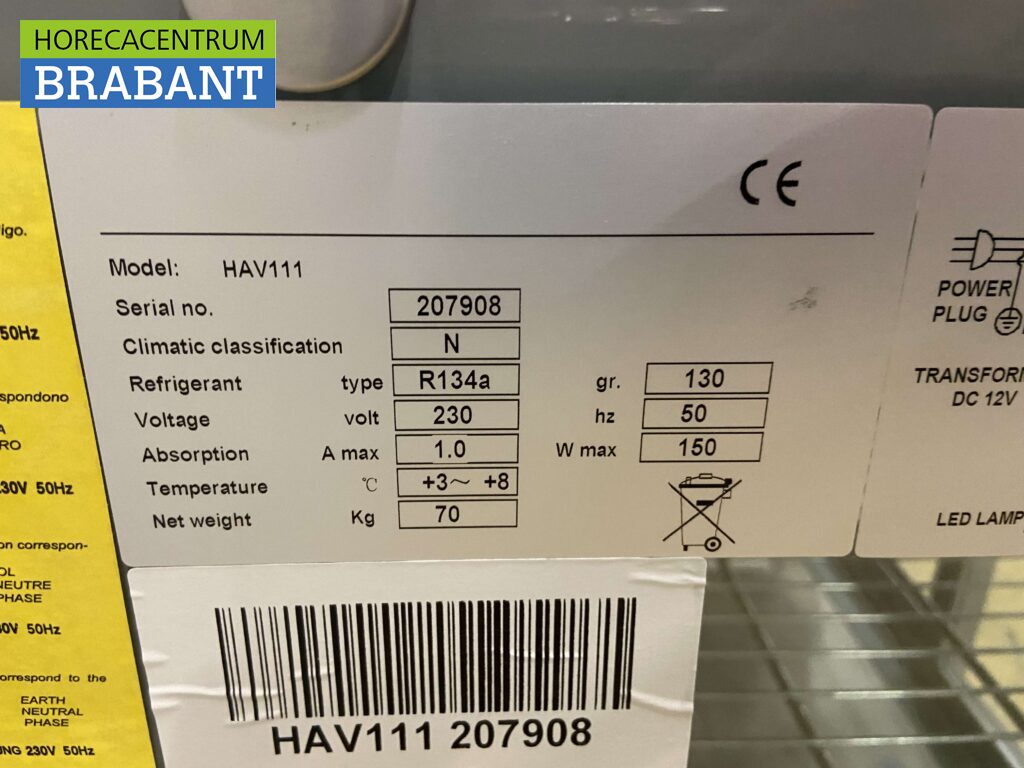 HORECACENTRUM
BRABANT
CE
Model: HAV111
Serial no. 207908
Climatic classification N
Refrigerant type R134a gr. 130
Voltage volt 230 hz 50
Absorption A max 1.0 W max 150
Temperature °C +3~ +8
Net weight Kg 70
HAV111 207908
igo.
50Hz
spondono
A
RO
30V 50Hz
on correspon-
OL
NEUTRE
PHASE
0V 50Hz
orrespond to the
EARTH
NEUTRAL
PHASE
UNG 230V 50Hz
POWER
PLUG
TRANSFORM
DC 12V
LED LAMP